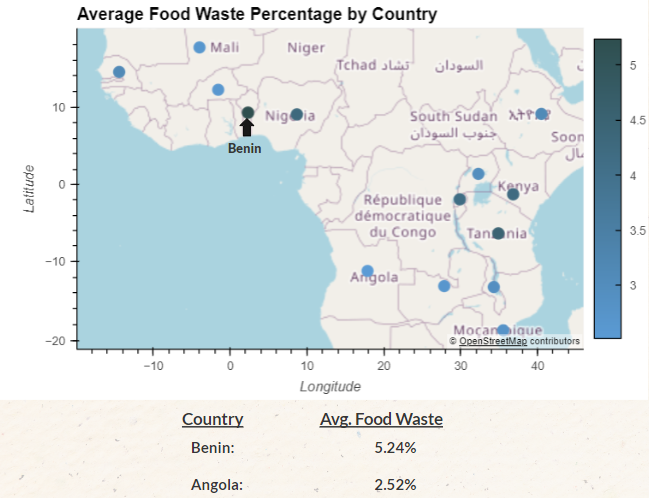 Average Food Waste Percentage by Country
Mali
Niger
Tchad تشاد
السودان
Nigeria
South Sudan
جنوب السودان
Benin
Kenya
République
démocratique
du Congo
Tanzania
Angola
Moçambique
© OpenStreetMap contributors
Latitude
10
0
−10
−20
−10
0
10
20
30
40
Longitude
5
4.5
4
3.5
3
Country Avg. Food Waste
Benin: 5.24%
Angola: 2.52%